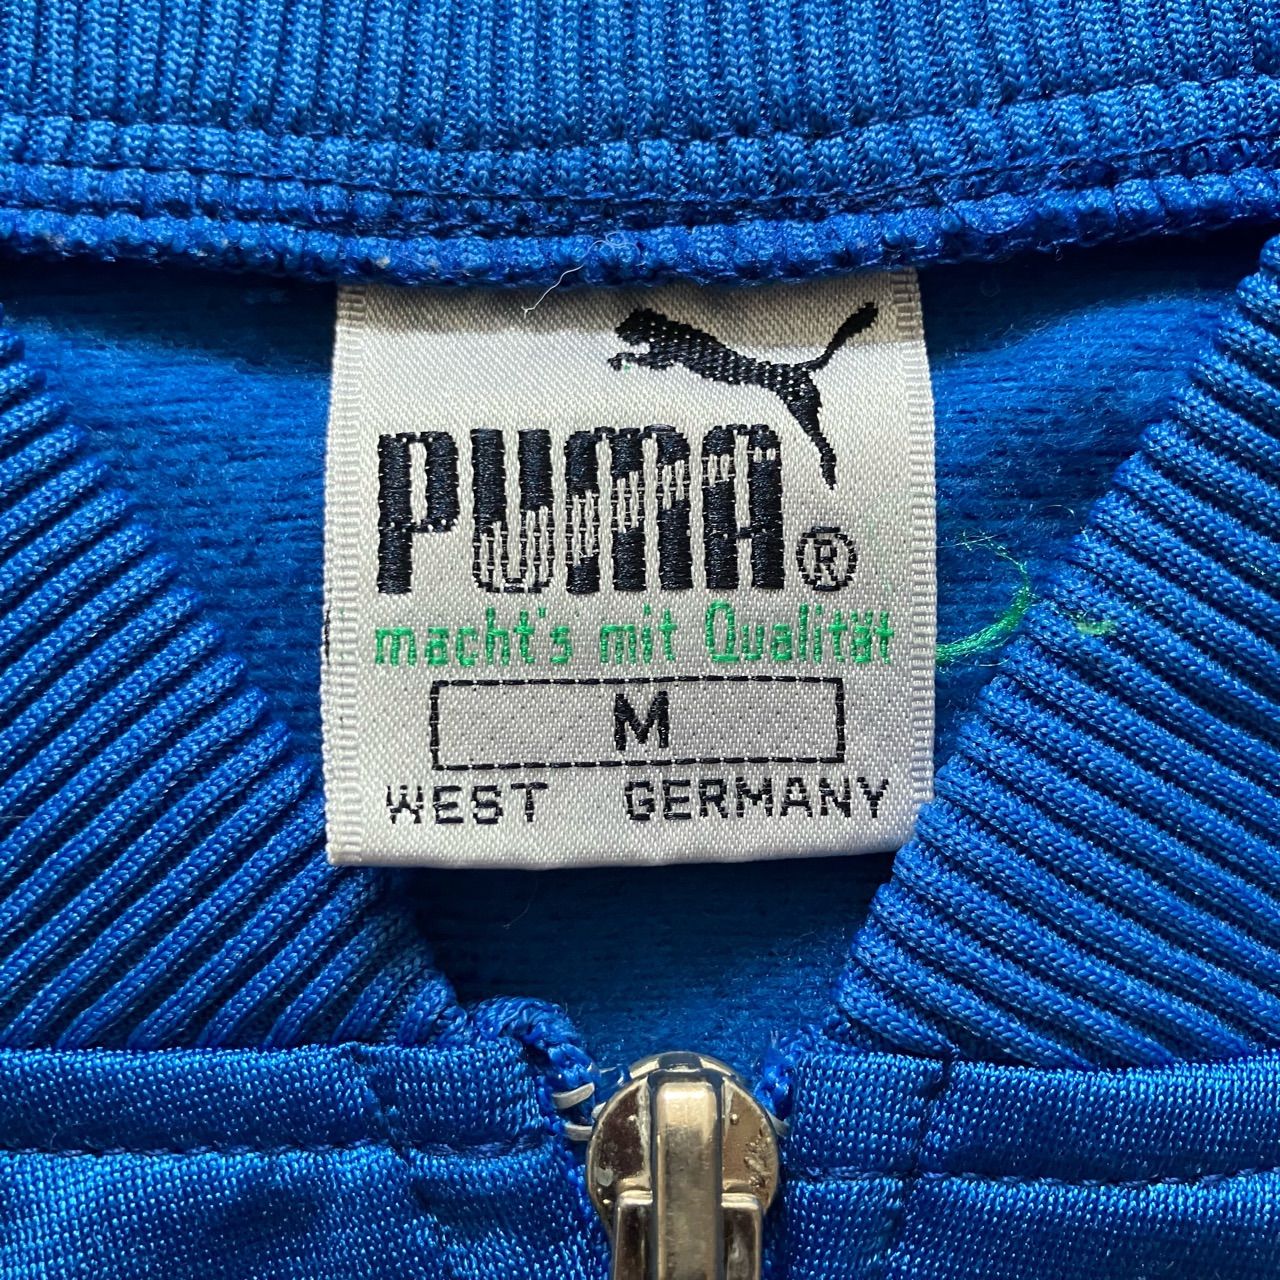 PUMA®
macht's mit Qualität
M
WEST GERMANY